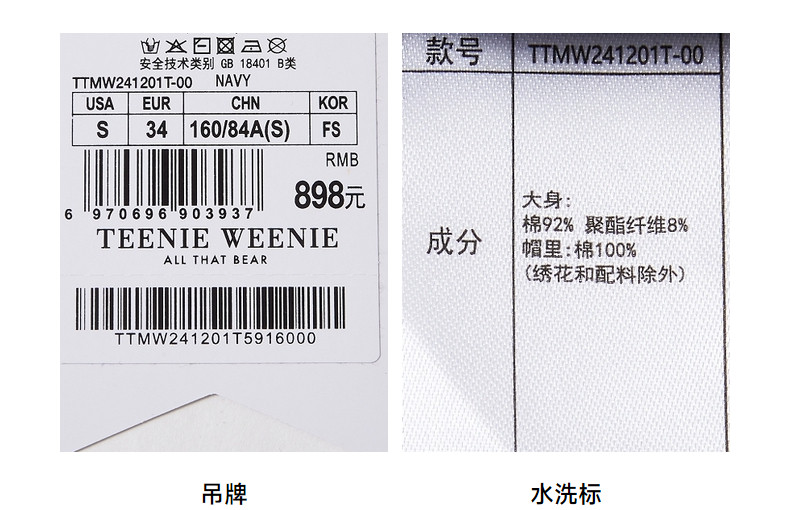 安全技术类别 GB 18401 B类
TTMW241201T-00 NAVY
USA EUR CHN KOR
S 34 160/84A(S) FS
RMB
898元
6 970696 903937
TEENIE WEENIE
ALL THAT BEAR
TTMW241201T5916000
吊牌
款号 TTMW241201T-00
成分
大身:
棉92% 聚酯纤维8%
帽里:棉100%
(绣花和配料除外)
水洗标